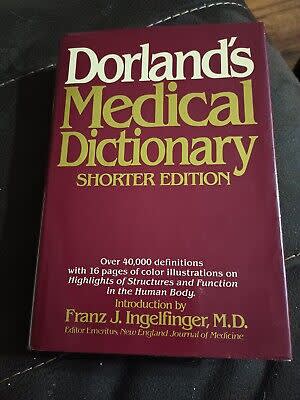 Dorland's
Medical
Dictionary
SHORTER EDITION
Over 40,000 definitions
with 16 pages of color illustrations on
Highlights of Structures and Function
in the Human Body.
Introduction by
Franz J. Ingelfinger, M.D.
Editor Emeritus, New England Journal of Medicine